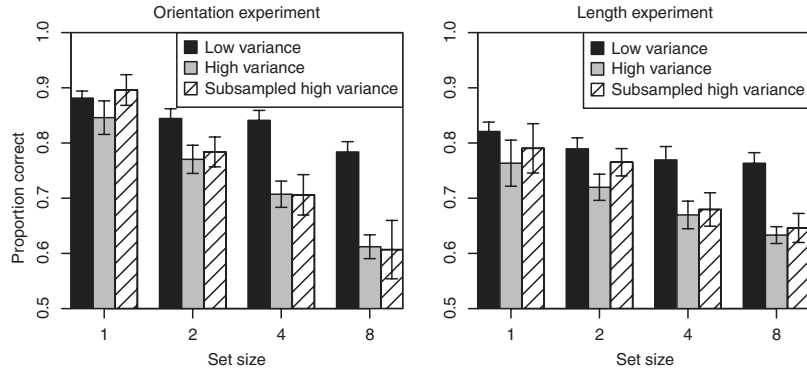 Orientation experiment
Proportion correct
1.0
0.9
0.8
0.7
0.6
0.5
Low variance
High variance
Subsampled high variance
1 2 4 8
Set size
Length experiment
1.0
0.9
0.8
0.7
0.6
0.5
Low variance
High variance
Subsampled high variance
1 2 4 8
Set size